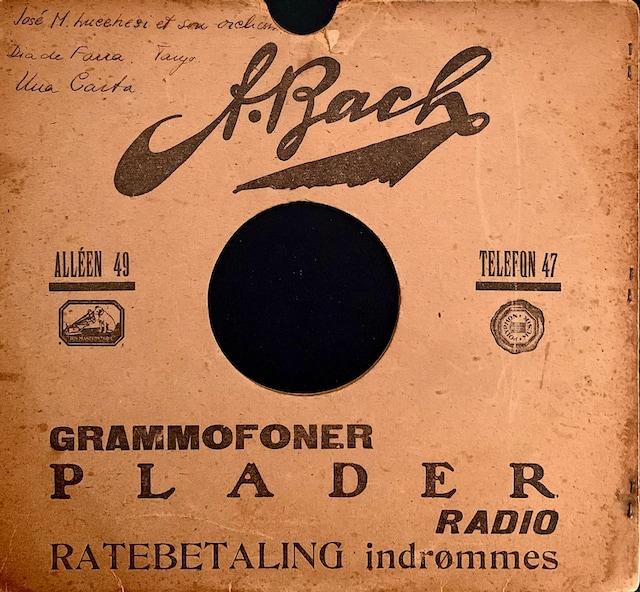 José M. Lucchesi et son orchestr.
Dia de Farra. Tango.
Una Carta
A. Bach
ALLÉEN 49
TELEFON 47
GRAMMOFONER
PLADER
RADIO
RATEBETALING indrømmes